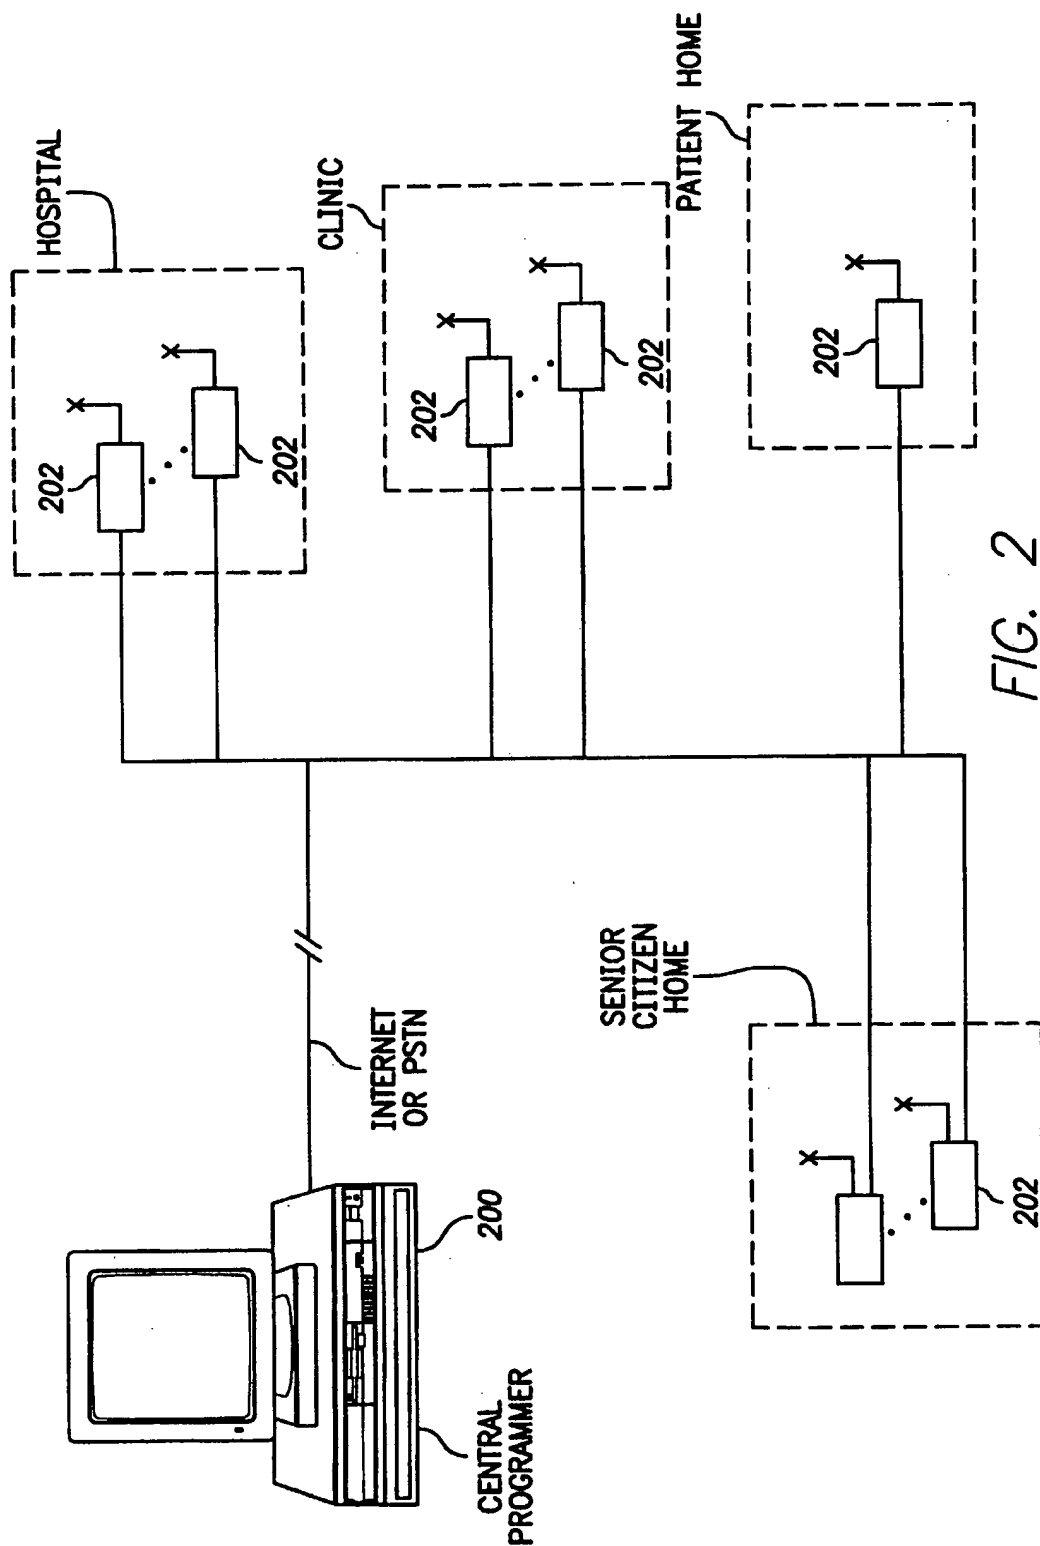 HOSPITAL
202
202
CLINIC
202
202
PATIENT HOME
202
INTERNET
OR PSTN
200
CENTRAL
PROGRAMMER
SENIOR
CITIZEN
HOME
202
FIG. 2